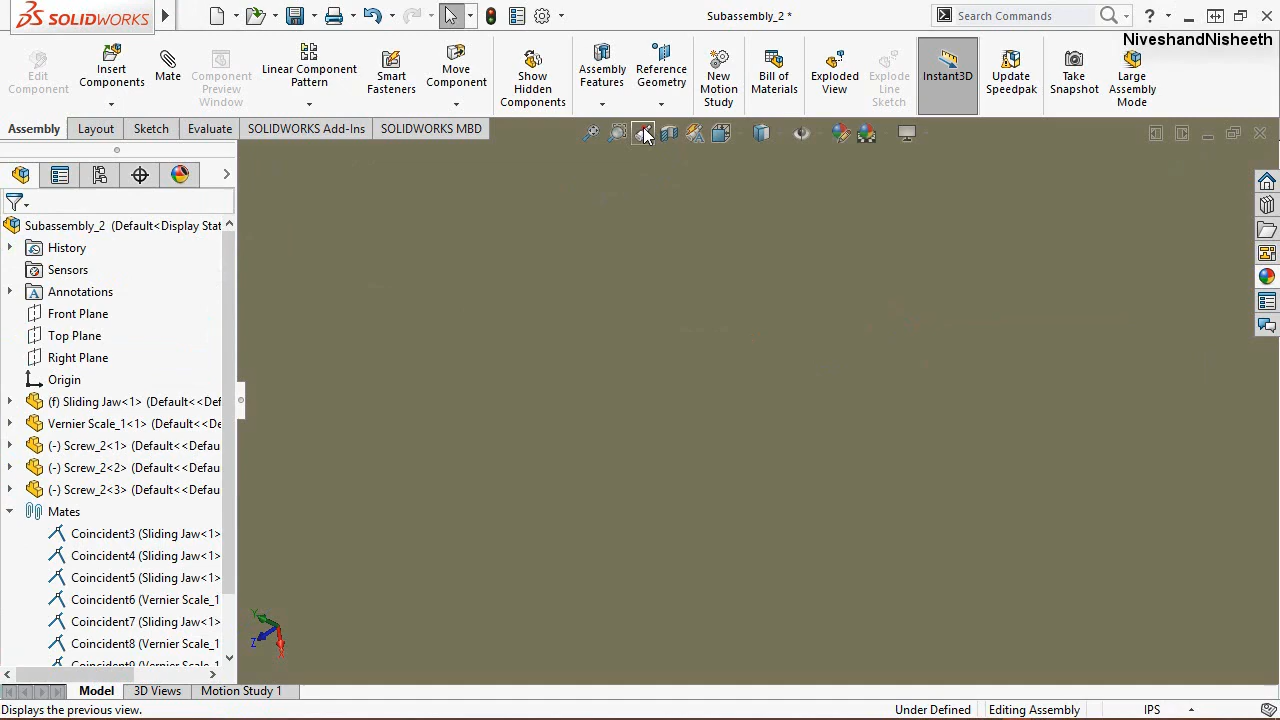 SOLIDWORKS
Subassembly_2 *
Search Commands
NiveshandNisheeth
Edit Component
Insert Components
Mate
Component Preview Window
Linear Component Pattern
Smart Fasteners
Move Component
Show Hidden Components
Assembly Features
Reference Geometry
New Motion Study
Bill of Materials
Exploded View
Explode Line Sketch
Instant3D
Update Speedpak
Take Snapshot
Large Assembly Mode
Assembly
Layout
Sketch
Evaluate
SOLIDWORKS Add-Ins
SOLIDWORKS MBD
Subassembly_2 (Default<Display Stat
History
Sensors
Annotations
Front Plane
Top Plane
Right Plane
Origin
(f) Sliding Jaw<1> (Default<<Def
Vernier Scale_1<1> (Default<<De
(-) Screw_2<1> (Default<<Defau
(-) Screw_2<2> (Default<<Defau
(-) Screw_2<3> (Default<<Defau
Mates
Coincident3 (Sliding Jaw<1>
Coincident4 (Sliding Jaw<1>
Coincident5 (Sliding Jaw<1>
Coincident6 (Vernier Scale_1
Coincident7 (Sliding Jaw<1>
Coincident8 (Vernier Scale_1
Y
Z
X
Model
3D Views
Motion Study 1
Displays the previous view.
Under Defined
Editing Assembly
IPS